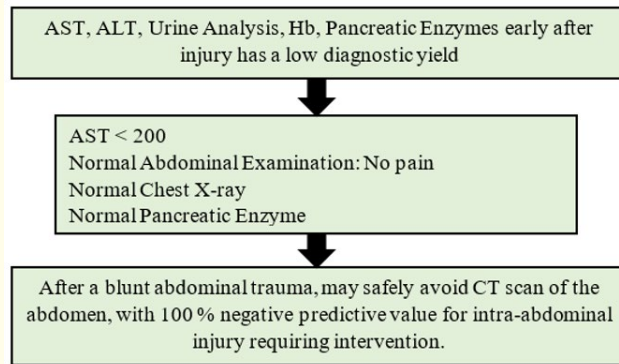 AST, ALT, Urine Analysis, Hb, Pancreatic Enzymes early after
injury has a low diagnostic yield
AST < 200
Normal Abdominal Examination: No pain
Normal Chest X-ray
Normal Pancreatic Enzyme
After a blunt abdominal trauma, may safely avoid CT scan of the
abdomen, with 100 % negative predictive value for intra-abdominal
injury requiring intervention.